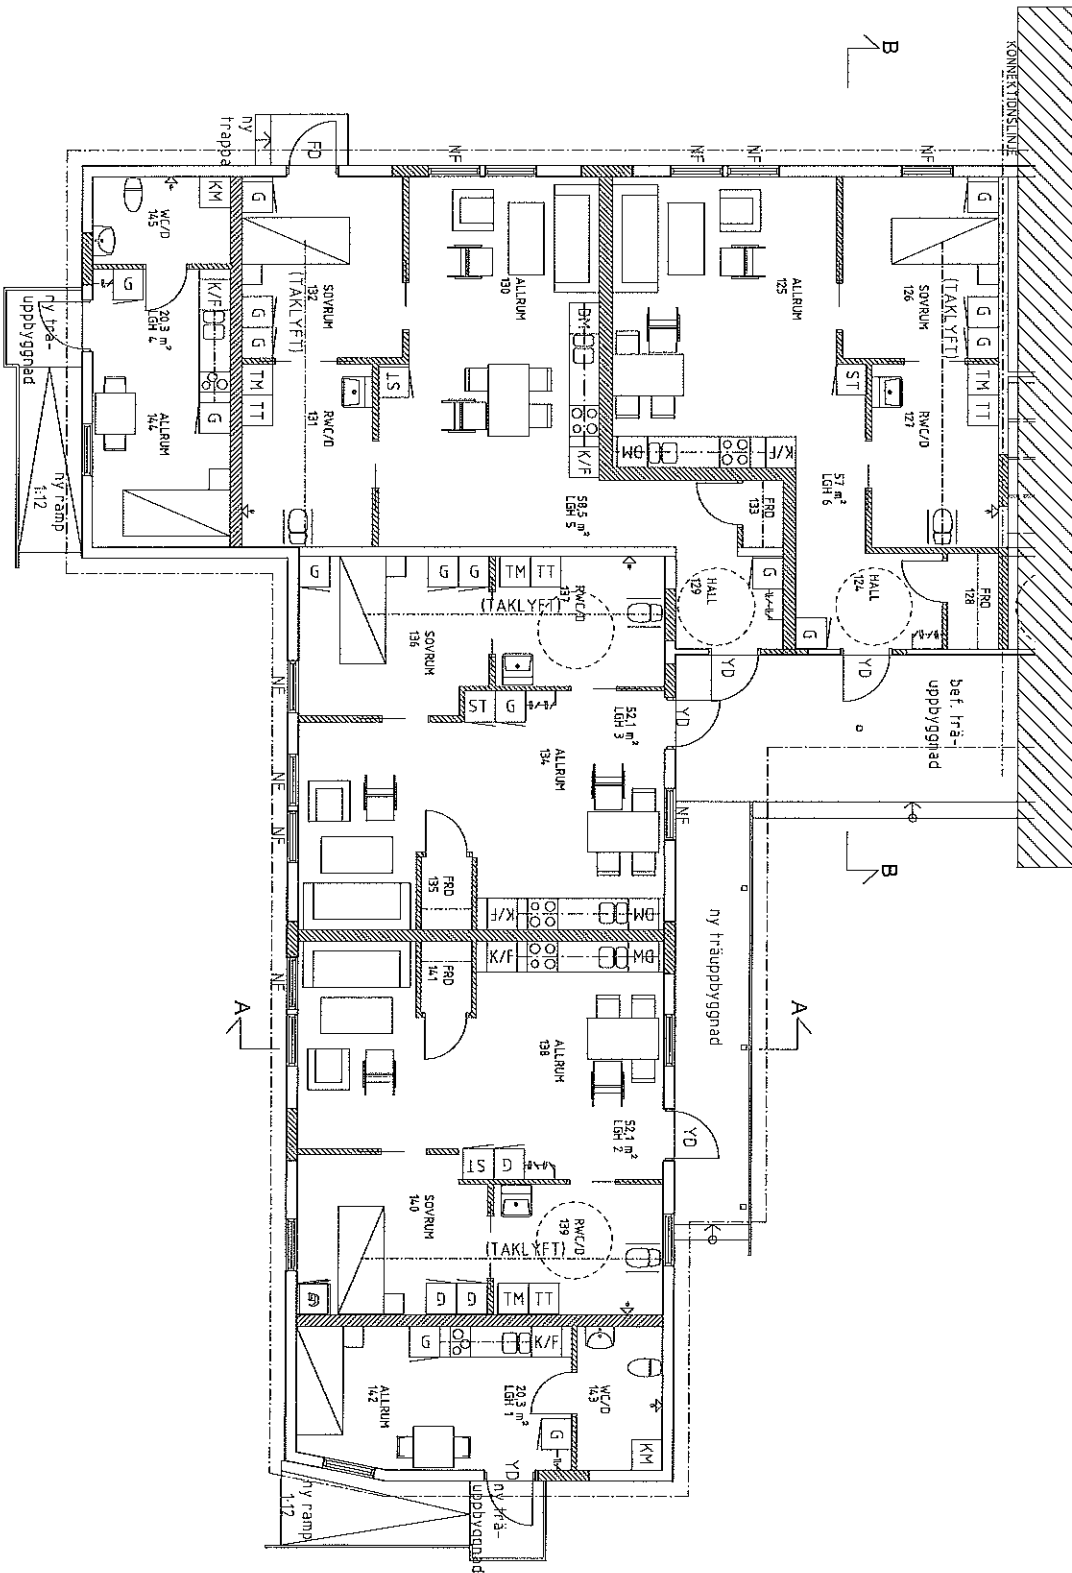 KONNEKTIONSLINJE
B
NF
NF
NF
NF
FD
ny
trappa
KM
WC/D
145
G
K/F
20,3 m²
LGH 4
ny trä-
uppbyggnad
G
ALLRUM
144
ny ramp
1:12
G
SOVRUM
132
(TAKLYFT)
G
G
TM
TT
RWC/D
131
ST
ALLRUM
130
DM
K/F
58,5 m²
LGH 5
ALLRUM
125
DM
K/F
G
SOVRUM
126
(TAKLYFT)
G
G
TM
TT
ST
RWC/D
127
57 m²
LGH 6
FRD
133
G
HALL
129
HALL
124
FRD
128
G
YD
YD
bef. trä-
uppbyggnad
G
G
G
TM
TT
RWC/D
137
(TAKLYFT)
SOVRUM
136
ST
G
52,1 m²
LGH 3
YD
ALLRUM
134
NF
NF
NF
NF
FRD
135
K/F
DM
B
ny träuppbyggnad
NF
FRD
141
K/F
DM
A
A
ALLRUM
138
52,1 m²
LGH 2
YD
ST
G
SOVRUM
140
RWC/D
139
(TAKLYFT)
G
G
G
TM
TT
G
K/F
WC/D
143
ALLRUM
142
20,3 m²
LGH 1
G
KM
YD
ny trä-
uppbyggnad
ny ramp
1:12